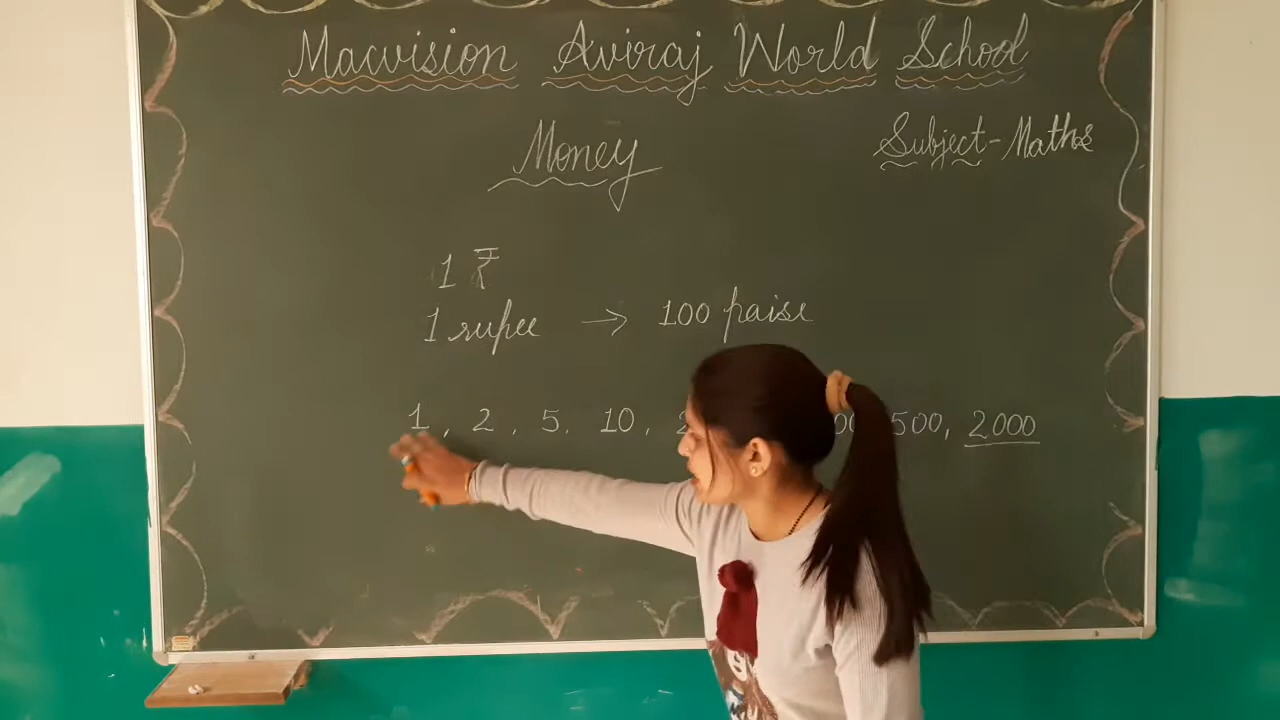 Macvision Aviraj World School
Money
Subject-Maths
1 ₹
1 rupee → 100 paise
1, 2, 5, 10, 500, 2000